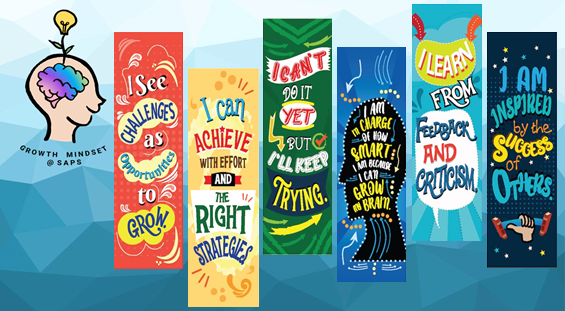 GROWTH MINDSET
@ SAPS
I See
CHALLENGES
as
Opportunities
to
GROW.
I can
ACHIEVE
WITH EFFORT
AND
THE
RIGHT
STRATEGIES
I CAN'T
DO IT
YET
BUT
I'LL KEEP
TRYING.
I AM
IN CHARGE
OF HOW
SMART
I AM BECAUSE
I CAN
GROW
MY BRAIN.
I LEARN
FROM
FEEDBACK
AND
CRITICISM.
I AM
INSPIRED
by the
SUCCESS
of
OTHERS.